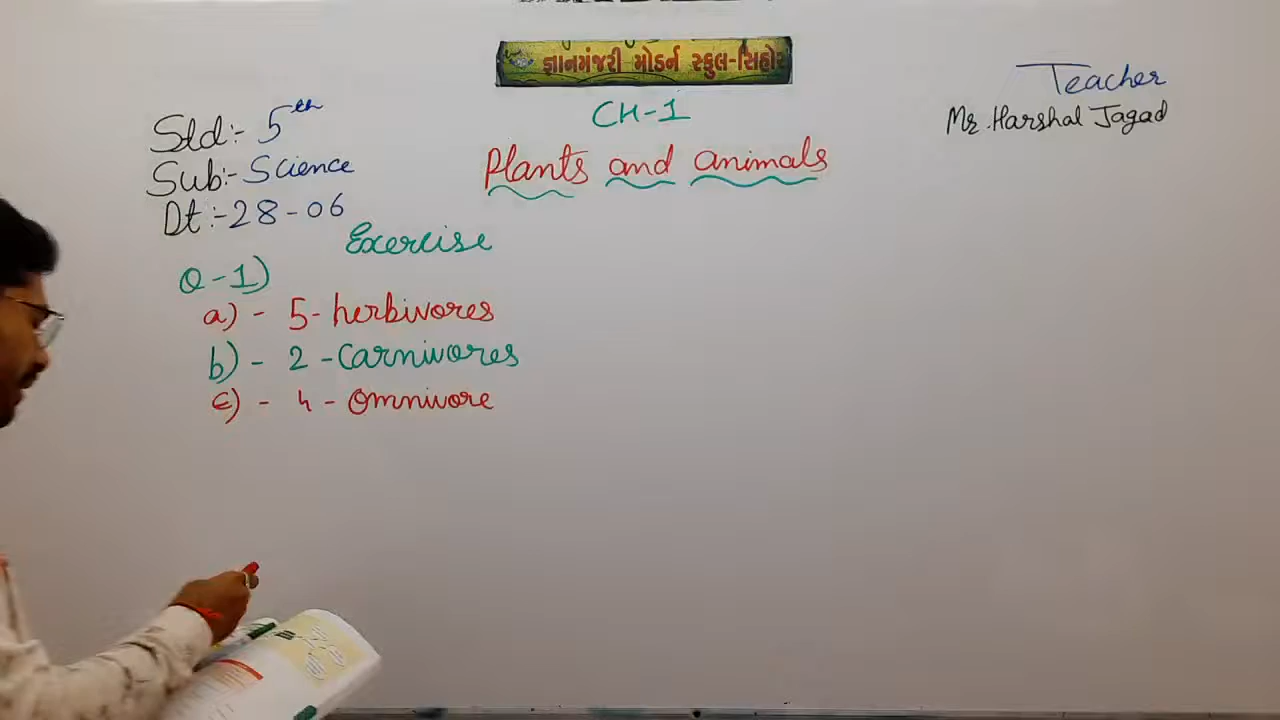 જ્ઞાનમંજરી મોડર્ન સ્કુલ-સિહોર
Teacher
Mr. Harshal Jagad
Std:- 5th
Sub:- Science
Dt:- 28-06
CH-1
Plants and animals
Exercise
Q-1)
a) - 5- herbivores
b) - 2 - Carnivores
c) - 4 - Omnivore